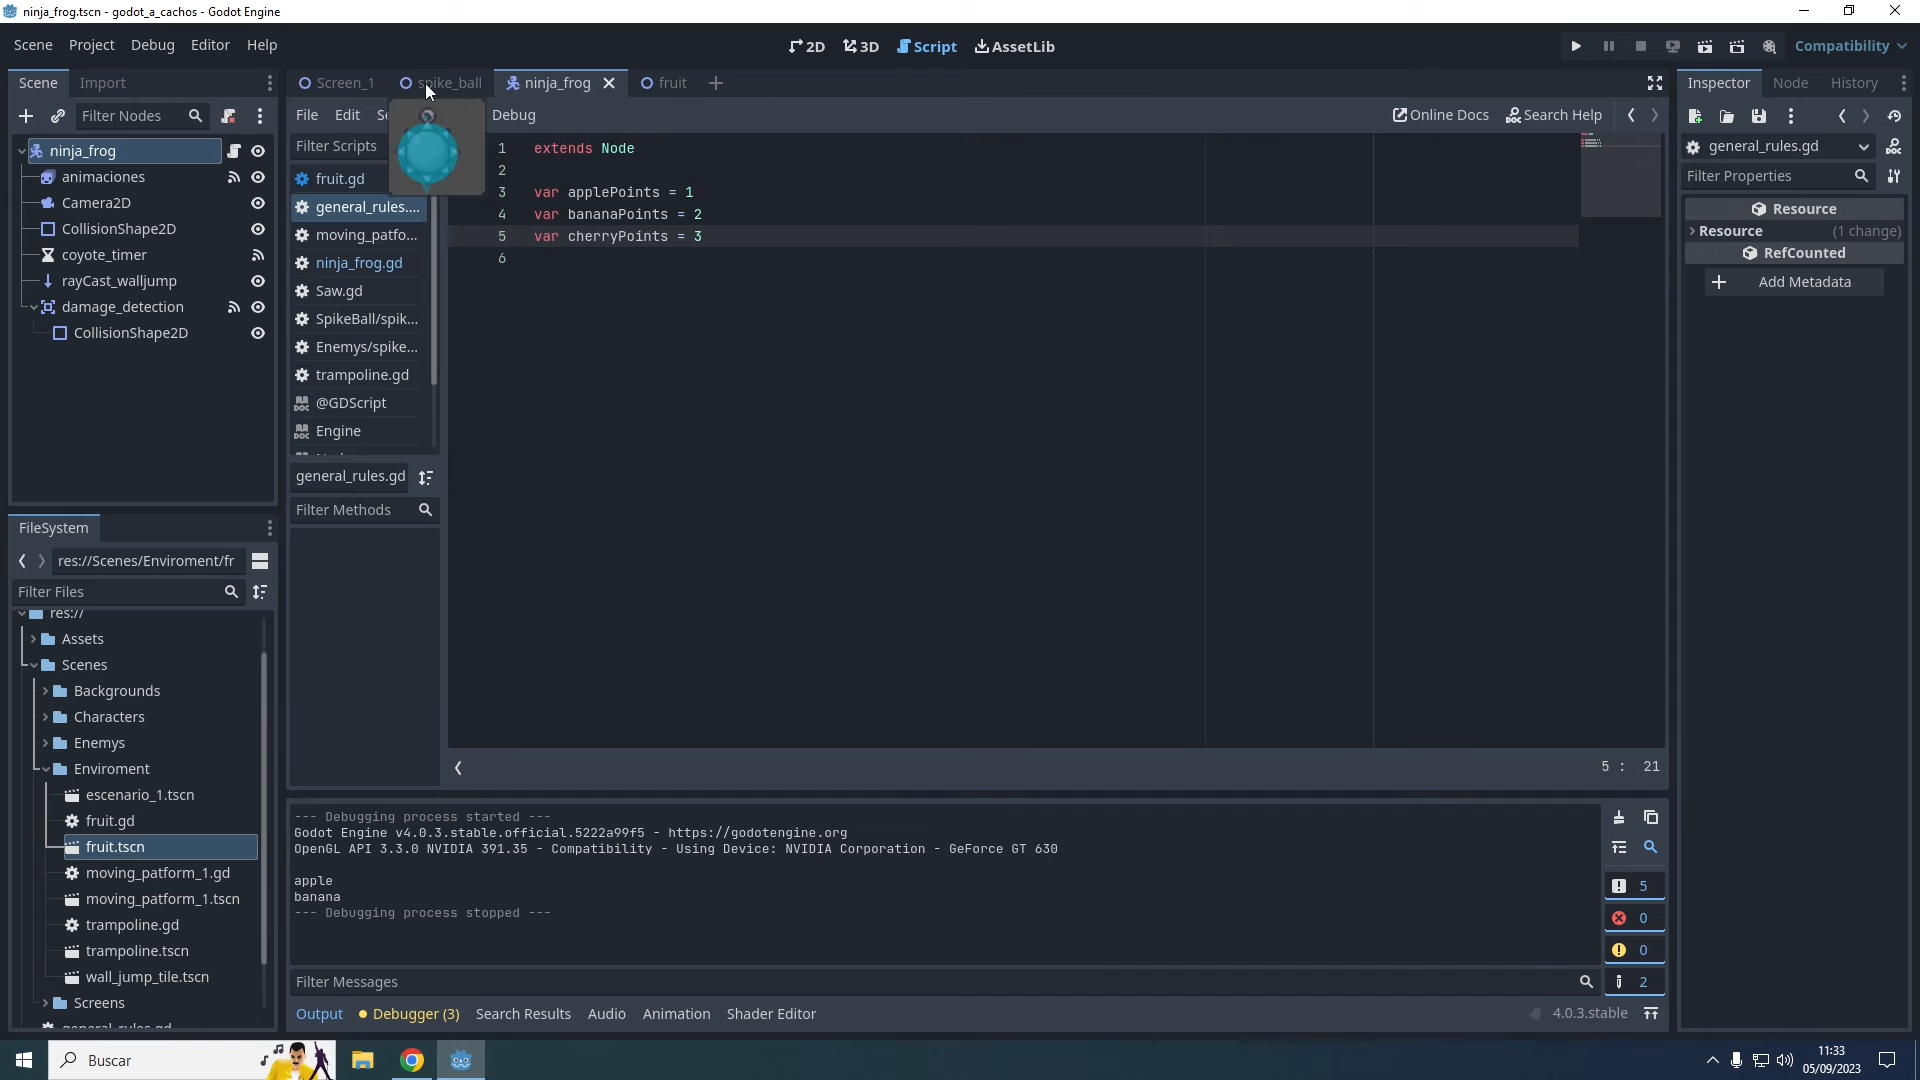 ninja_frog.tscn - godot_a_cachos - Godot Engine
Scene Project Debug Editor Help
2D 3D Script AssetLib
Compatibility
Scene Import
Screen_1 spike_ball ninja_frog fruit
Inspector Node History
Filter Nodes
File Edit Se Debug
Online Docs Search Help
Filter Scripts
general_rules.gd
Filter Properties
ninja_frog
animaciones
Camera2D
CollisionShape2D
coyote_timer
rayCast_walljump
damage_detection
CollisionShape2D
fruit.gd
general_rules....
moving_patfo...
ninja_frog.gd
Saw.gd
SpikeBall/spik...
Enemys/spike...
trampoline.gd
@GDScript
Engine
general_rules.gd
Filter Methods
1 extends Node
2
3 var applePoints = 1
4 var bananaPoints = 2
5 var cherryPoints = 3
6
5 : 21
Resource
Resource (1 change)
RefCounted
Add Metadata
FileSystem
res://Scenes/Enviroment/fr
Filter Files
res://
Assets
Scenes
Backgrounds
Characters
Enemys
Enviroment
escenario_1.tscn
fruit.gd
fruit.tscn
moving_patform_1.gd
moving_patform_1.tscn
trampoline.gd
trampoline.tscn
wall_jump_tile.tscn
Screens
general_rules.gd
--- Debugging process started ---
Godot Engine v4.0.3.stable.official.5222a99f5 - https://godotengine.org
OpenGL API 3.3.0 NVIDIA 391.35 - Compatibility - Using Device: NVIDIA Corporation - GeForce GT 630
apple
banana
--- Debugging process stopped ---
5
0
0
2
Filter Messages
Output Debugger (3) Search Results Audio Animation Shader Editor
4.0.3.stable
Buscar
11:33
05/09/2023